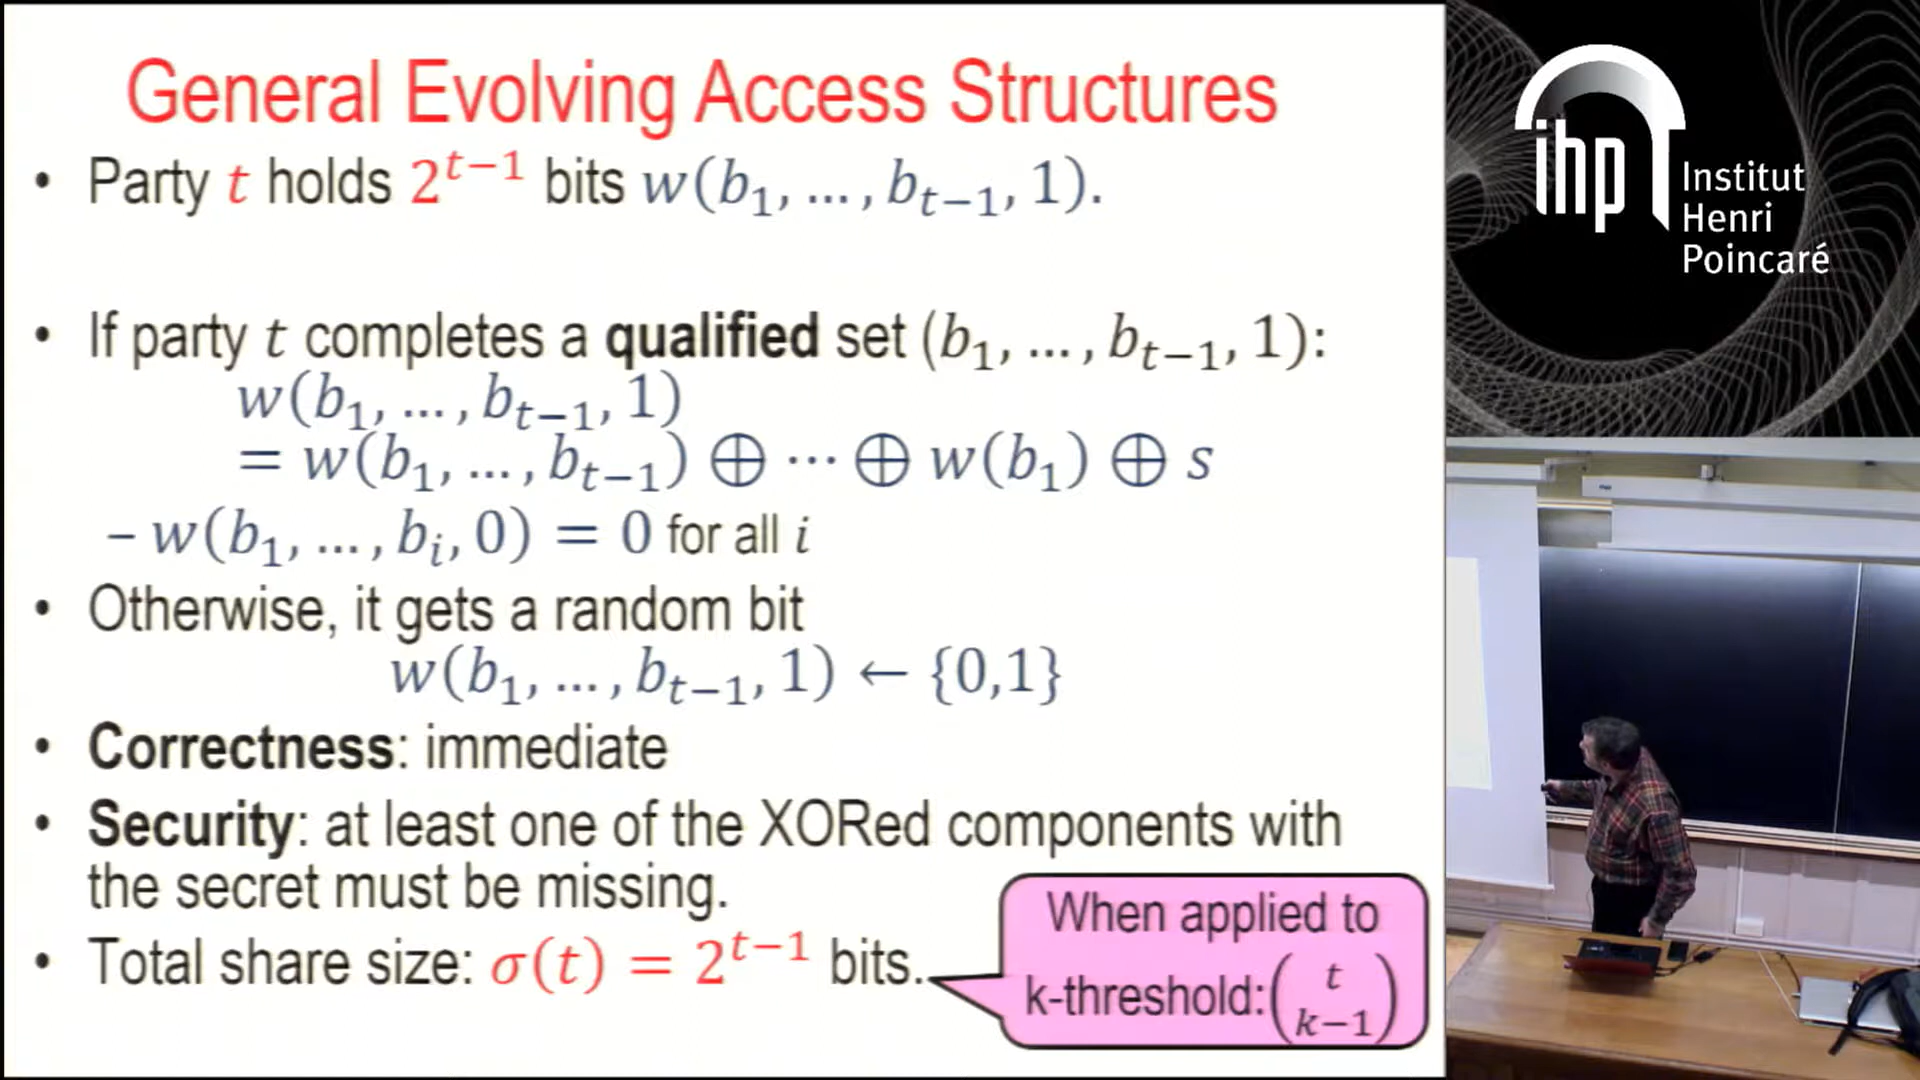 General Evolving Access Structures
• Party t holds 2^{t−1} bits w(b_1, ..., b_{t−1}, 1).
• If party t completes a qualified set (b_1, ..., b_{t−1}, 1):
w(b_1, ..., b_{t−1}, 1)
= w(b_1, ..., b_{t−1}) ⊕ ⋯ ⊕ w(b_1) ⊕ s
– w(b_1, ..., b_i, 0) = 0 for all i
• Otherwise, it gets a random bit
w(b_1, ..., b_{t−1}, 1) ← {0,1}
• Correctness: immediate
• Security: at least one of the XORed components with
the secret must be missing.
• Total share size: σ(t) = 2^{t−1} bits.
When applied to
k-threshold: \binom{t}{k−1}
ihp
Institut
Henri
Poincaré